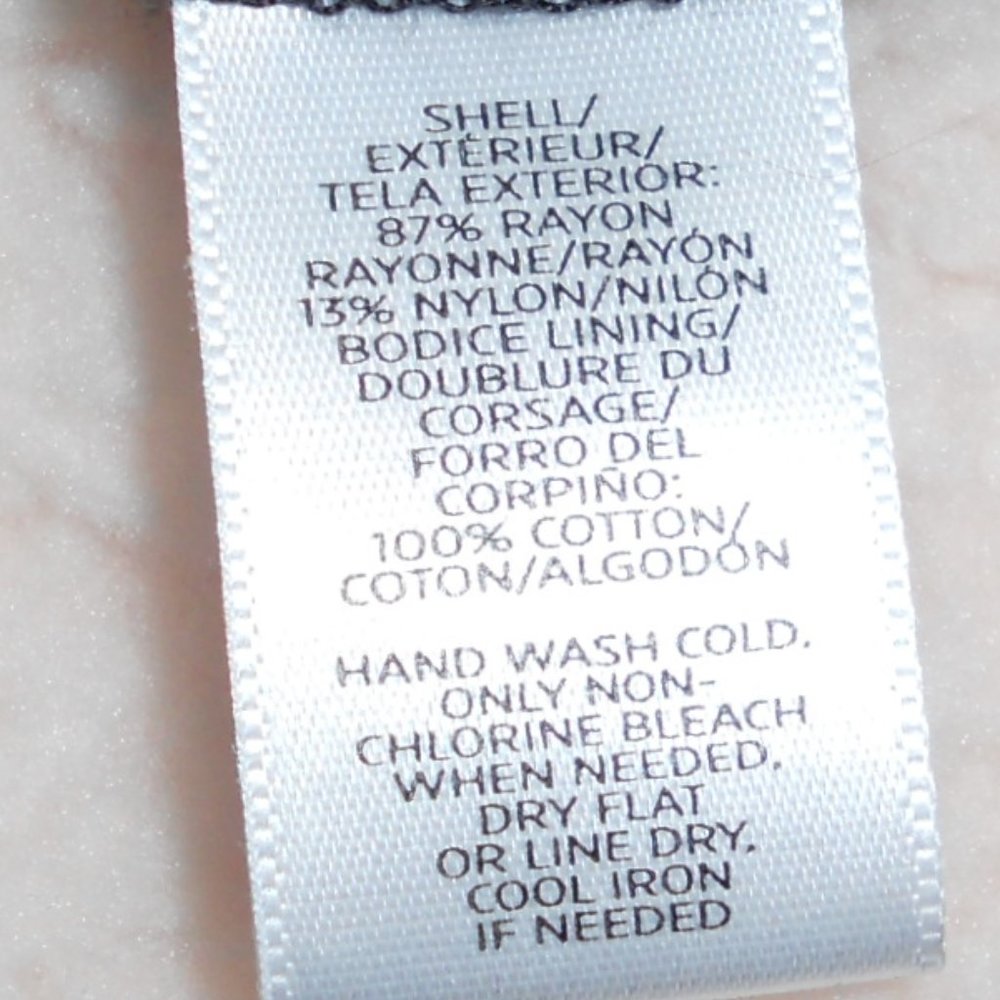 SHELL/
EXTÉRIEUR/
TELA EXTERIOR:
87% RAYON
RAYONNE/RAYÓN
13% NYLON/NILÓN
BODICE LINING/
DOUBLURE DU
CORSAGE/
FORRO DEL
CORPIÑO:
100% COTTON/
COTON/ALGODÓN
HAND WASH COLD.
ONLY NON-
CHLORINE BLEACH
WHEN NEEDED.
DRY FLAT
OR LINE DRY.
COOL IRON
IF NEEDED